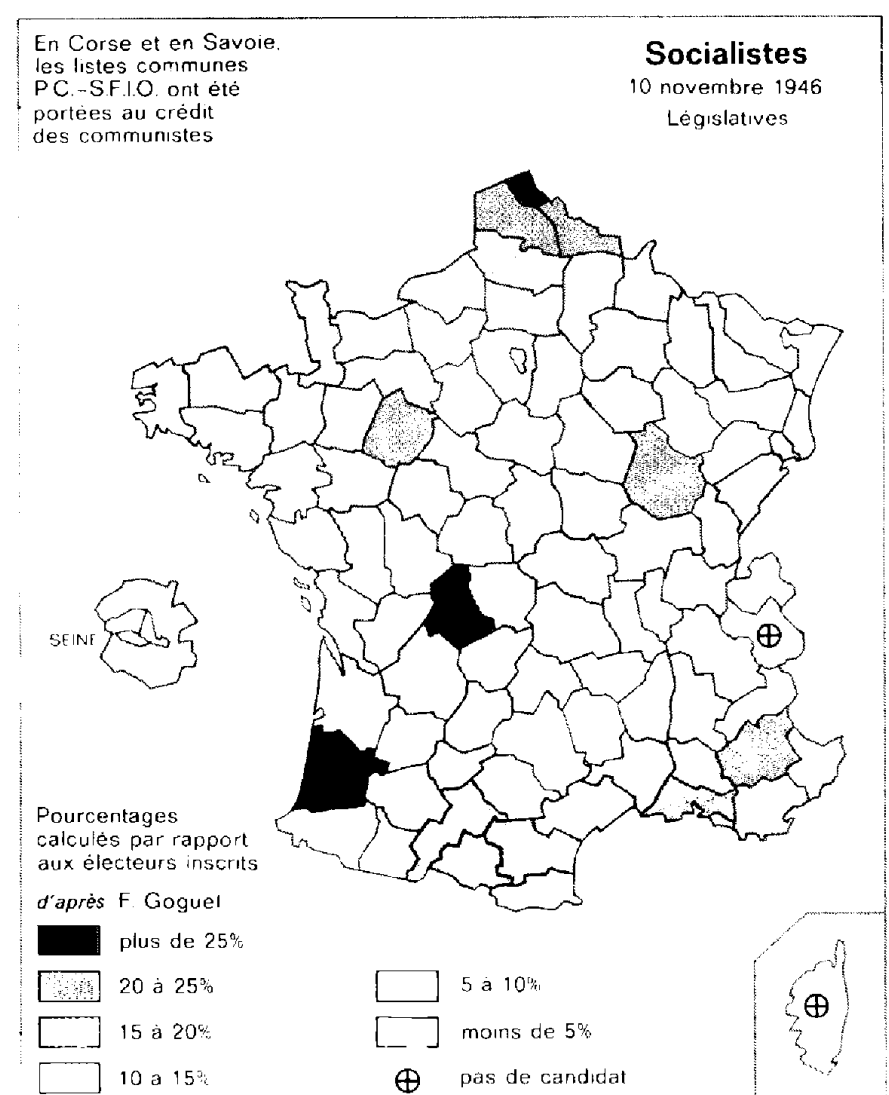 En Corse et en Savoie,
les listes communes
P.C.-S.F.I.O. ont été
portées au crédit
des communistes
Socialistes
10 novembre 1946
Législatives
SEINE
Pourcentages
calculés par rapport
aux électeurs inscrits
d'après F. Goguel
plus de 25%
20 à 25%
15 à 20%
10 a 15%
5 à 10%
moins de 5%
pas de candidat